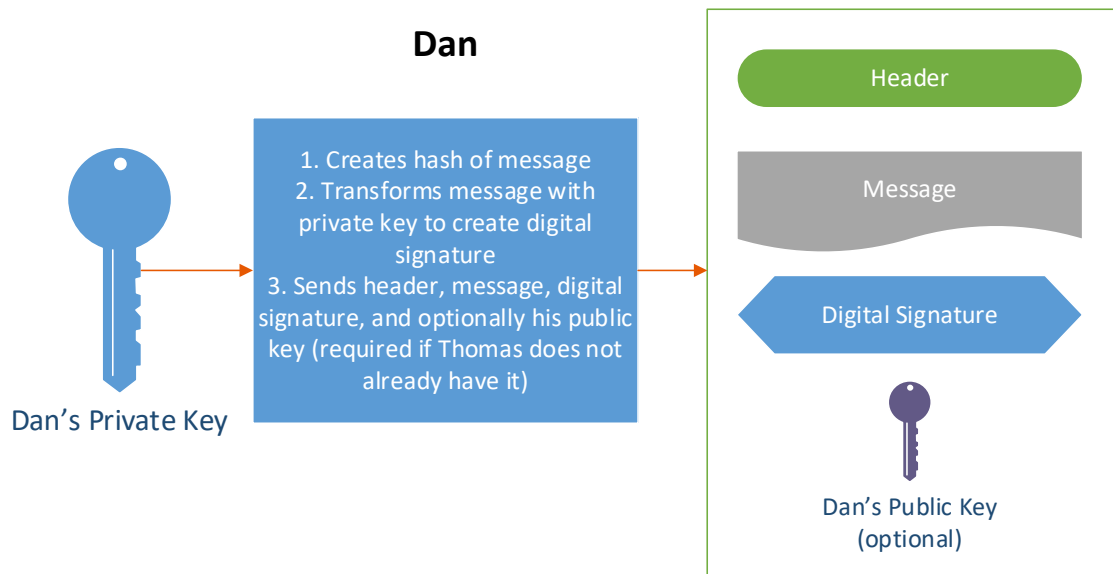 Dan
Header
1. Creates hash of message
2. Transforms message with
private key to create digital
signature
3. Sends header, message, digital
signature, and optionally his public
key (required if Thomas does not
already have it)
Message
Digital Signature
Dan’s Private Key
Dan’s Public Key
(optional)